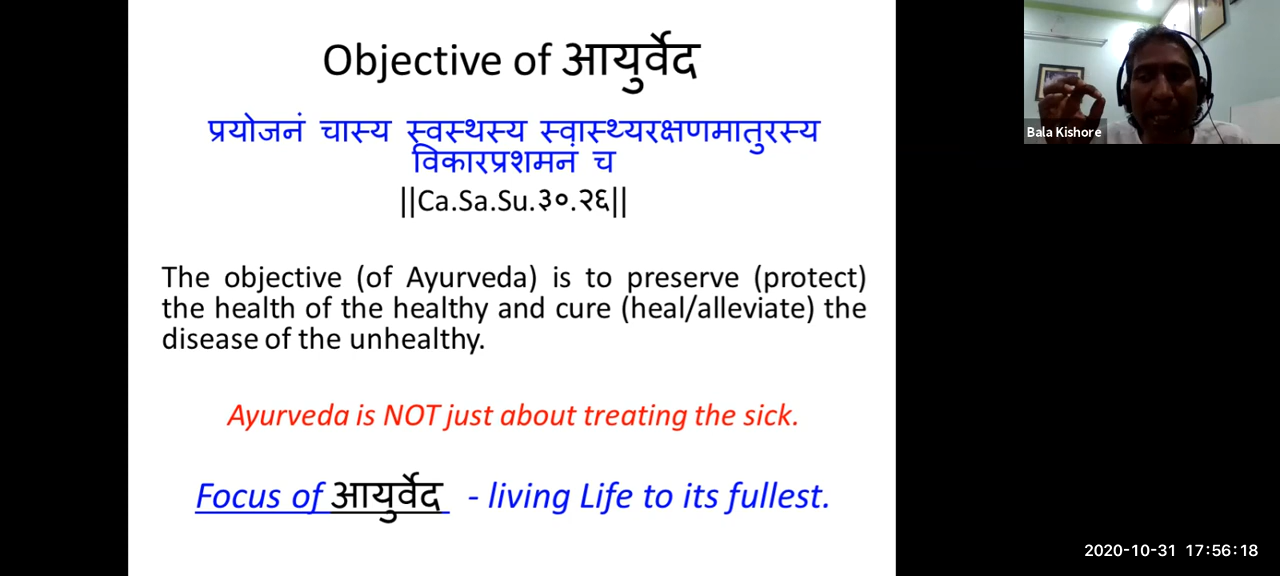 Objective of आयुर्वेद
प्रयोजनं चास्य स्वस्थस्य स्वास्थ्यरक्षणमातुरस्य
विकारप्रशमनं च
||Ca.Sa.Su.३०.२६||
The objective (of Ayurveda) is to preserve (protect)
the health of the healthy and cure (heal/alleviate) the
disease of the unhealthy.
Ayurveda is NOT just about treating the sick.
Focus of आयुर्वेद - living Life to its fullest.
Bala Kishore
2020-10-31 17:56:18